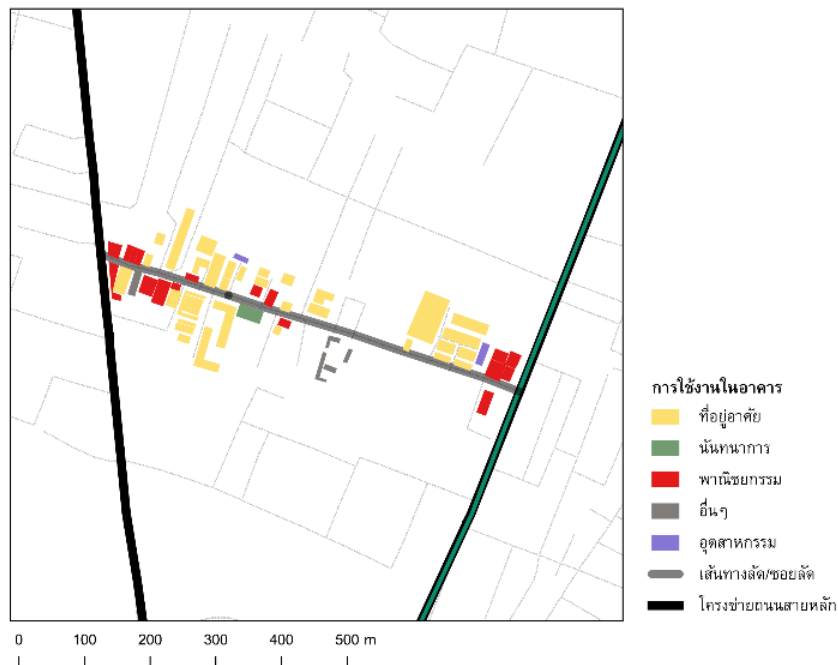 การใช้งานในอาคาร
ที่อยู่อาศัย
นันทนาการ
พาณิชยกรรม
อื่นๆ
อุตสาหกรรม
เส้นทางลัด/ซอยลัด
โครงข่ายถนนสายหลัก
0 100 200 300 400 500 m